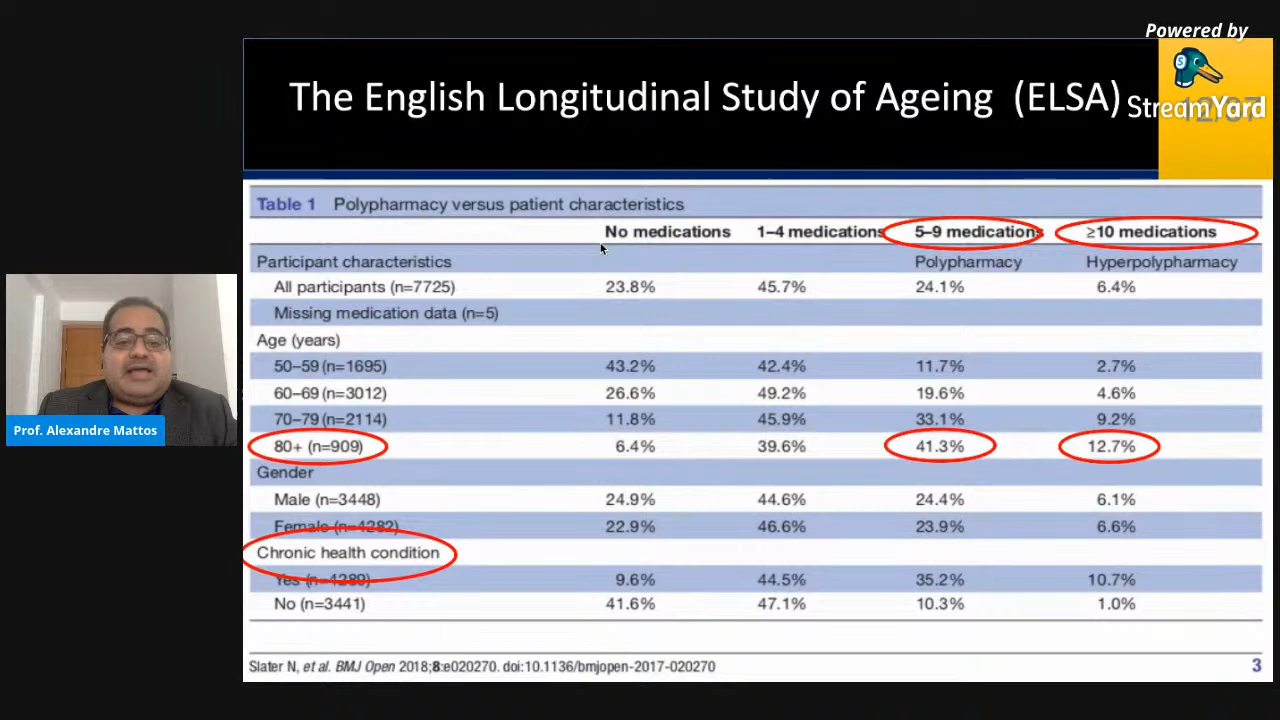 Powered by
StreamYard
The English Longitudinal Study of Ageing (ELSA)
Table 1 Polypharmacy versus patient characteristics
No medications 1–4 medications 5–9 medications ≥10 medications
Participant characteristics Polypharmacy Hyperpolypharmacy
All participants (n=7725) 23.8% 45.7% 24.1% 6.4%
Missing medication data (n=5)
Age (years)
50–59 (n=1695) 43.2% 42.4% 11.7% 2.7%
60–69 (n=3012) 26.6% 49.2% 19.6% 4.6%
70–79 (n=2114) 11.8% 45.9% 33.1% 9.2%
80+ (n=909) 6.4% 39.6% 41.3% 12.7%
Gender
Male (n=3448) 24.9% 44.6% 24.4% 6.1%
Female (n=4282) 22.9% 46.6% 23.9% 6.6%
Chronic health condition
Yes (n=4289) 9.6% 44.5% 35.2% 10.7%
No (n=3441) 41.6% 47.1% 10.3% 1.0%
Slater N, et al. BMJ Open 2018;8:e020270. doi:10.1136/bmjopen-2017-020270
3
Prof. Alexandre Mattos